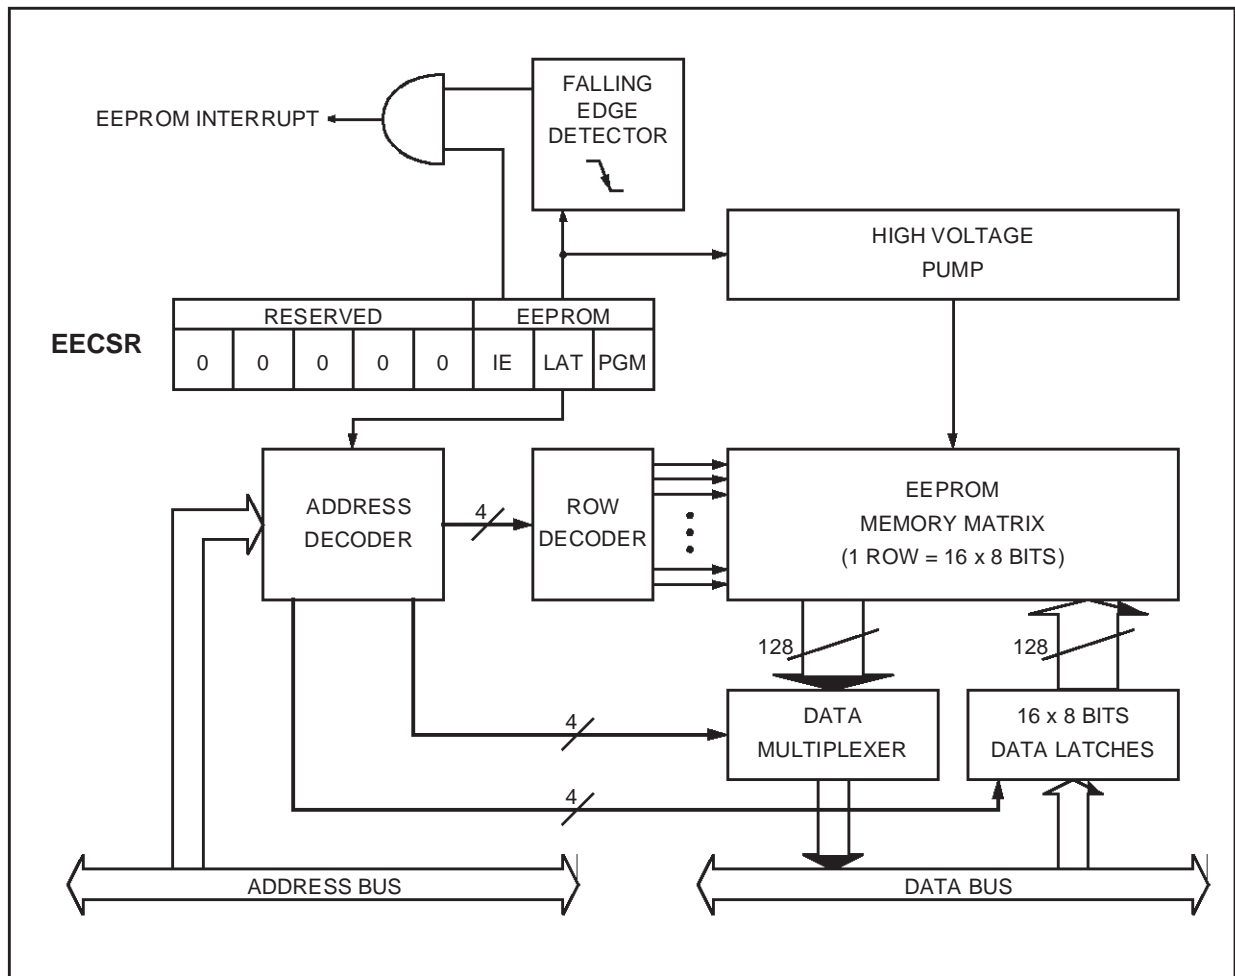 FALLING
EDGE
DETECTOR
EEPROM INTERRUPT
HIGH VOLTAGE
PUMP
RESERVED EEPROM
EECSR
0 0 0 0 0 IE LAT PGM
ADDRESS
DECODER
4
ROW
DECODER
EEPROM
MEMORY MATRIX
(1 ROW = 16 x 8 BITS)
128
128
4
DATA
MULTIPLEXER
16 x 8 BITS
DATA LATCHES
4
ADDRESS BUS
DATA BUS